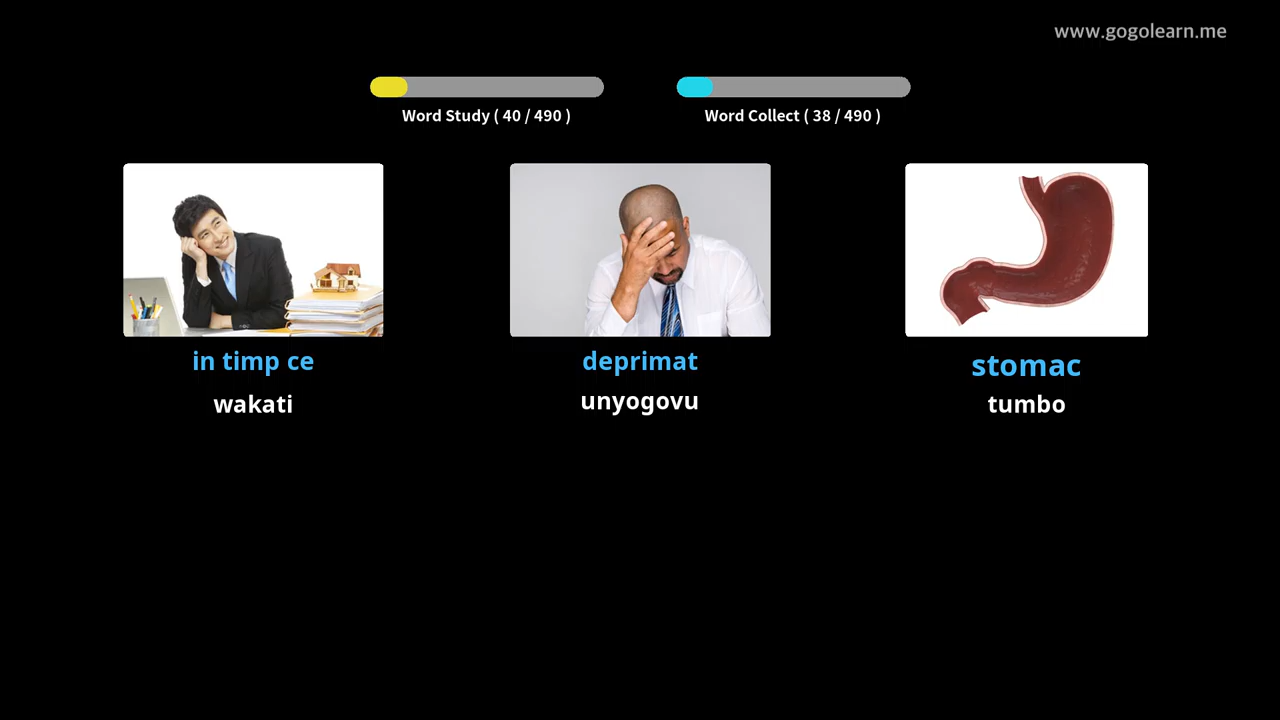 www.gogolearn.me
Word Study ( 40 / 490 )
Word Collect ( 38 / 490 )
in timp ce
deprimat
stomac
wakati
unyogovu
tumbo